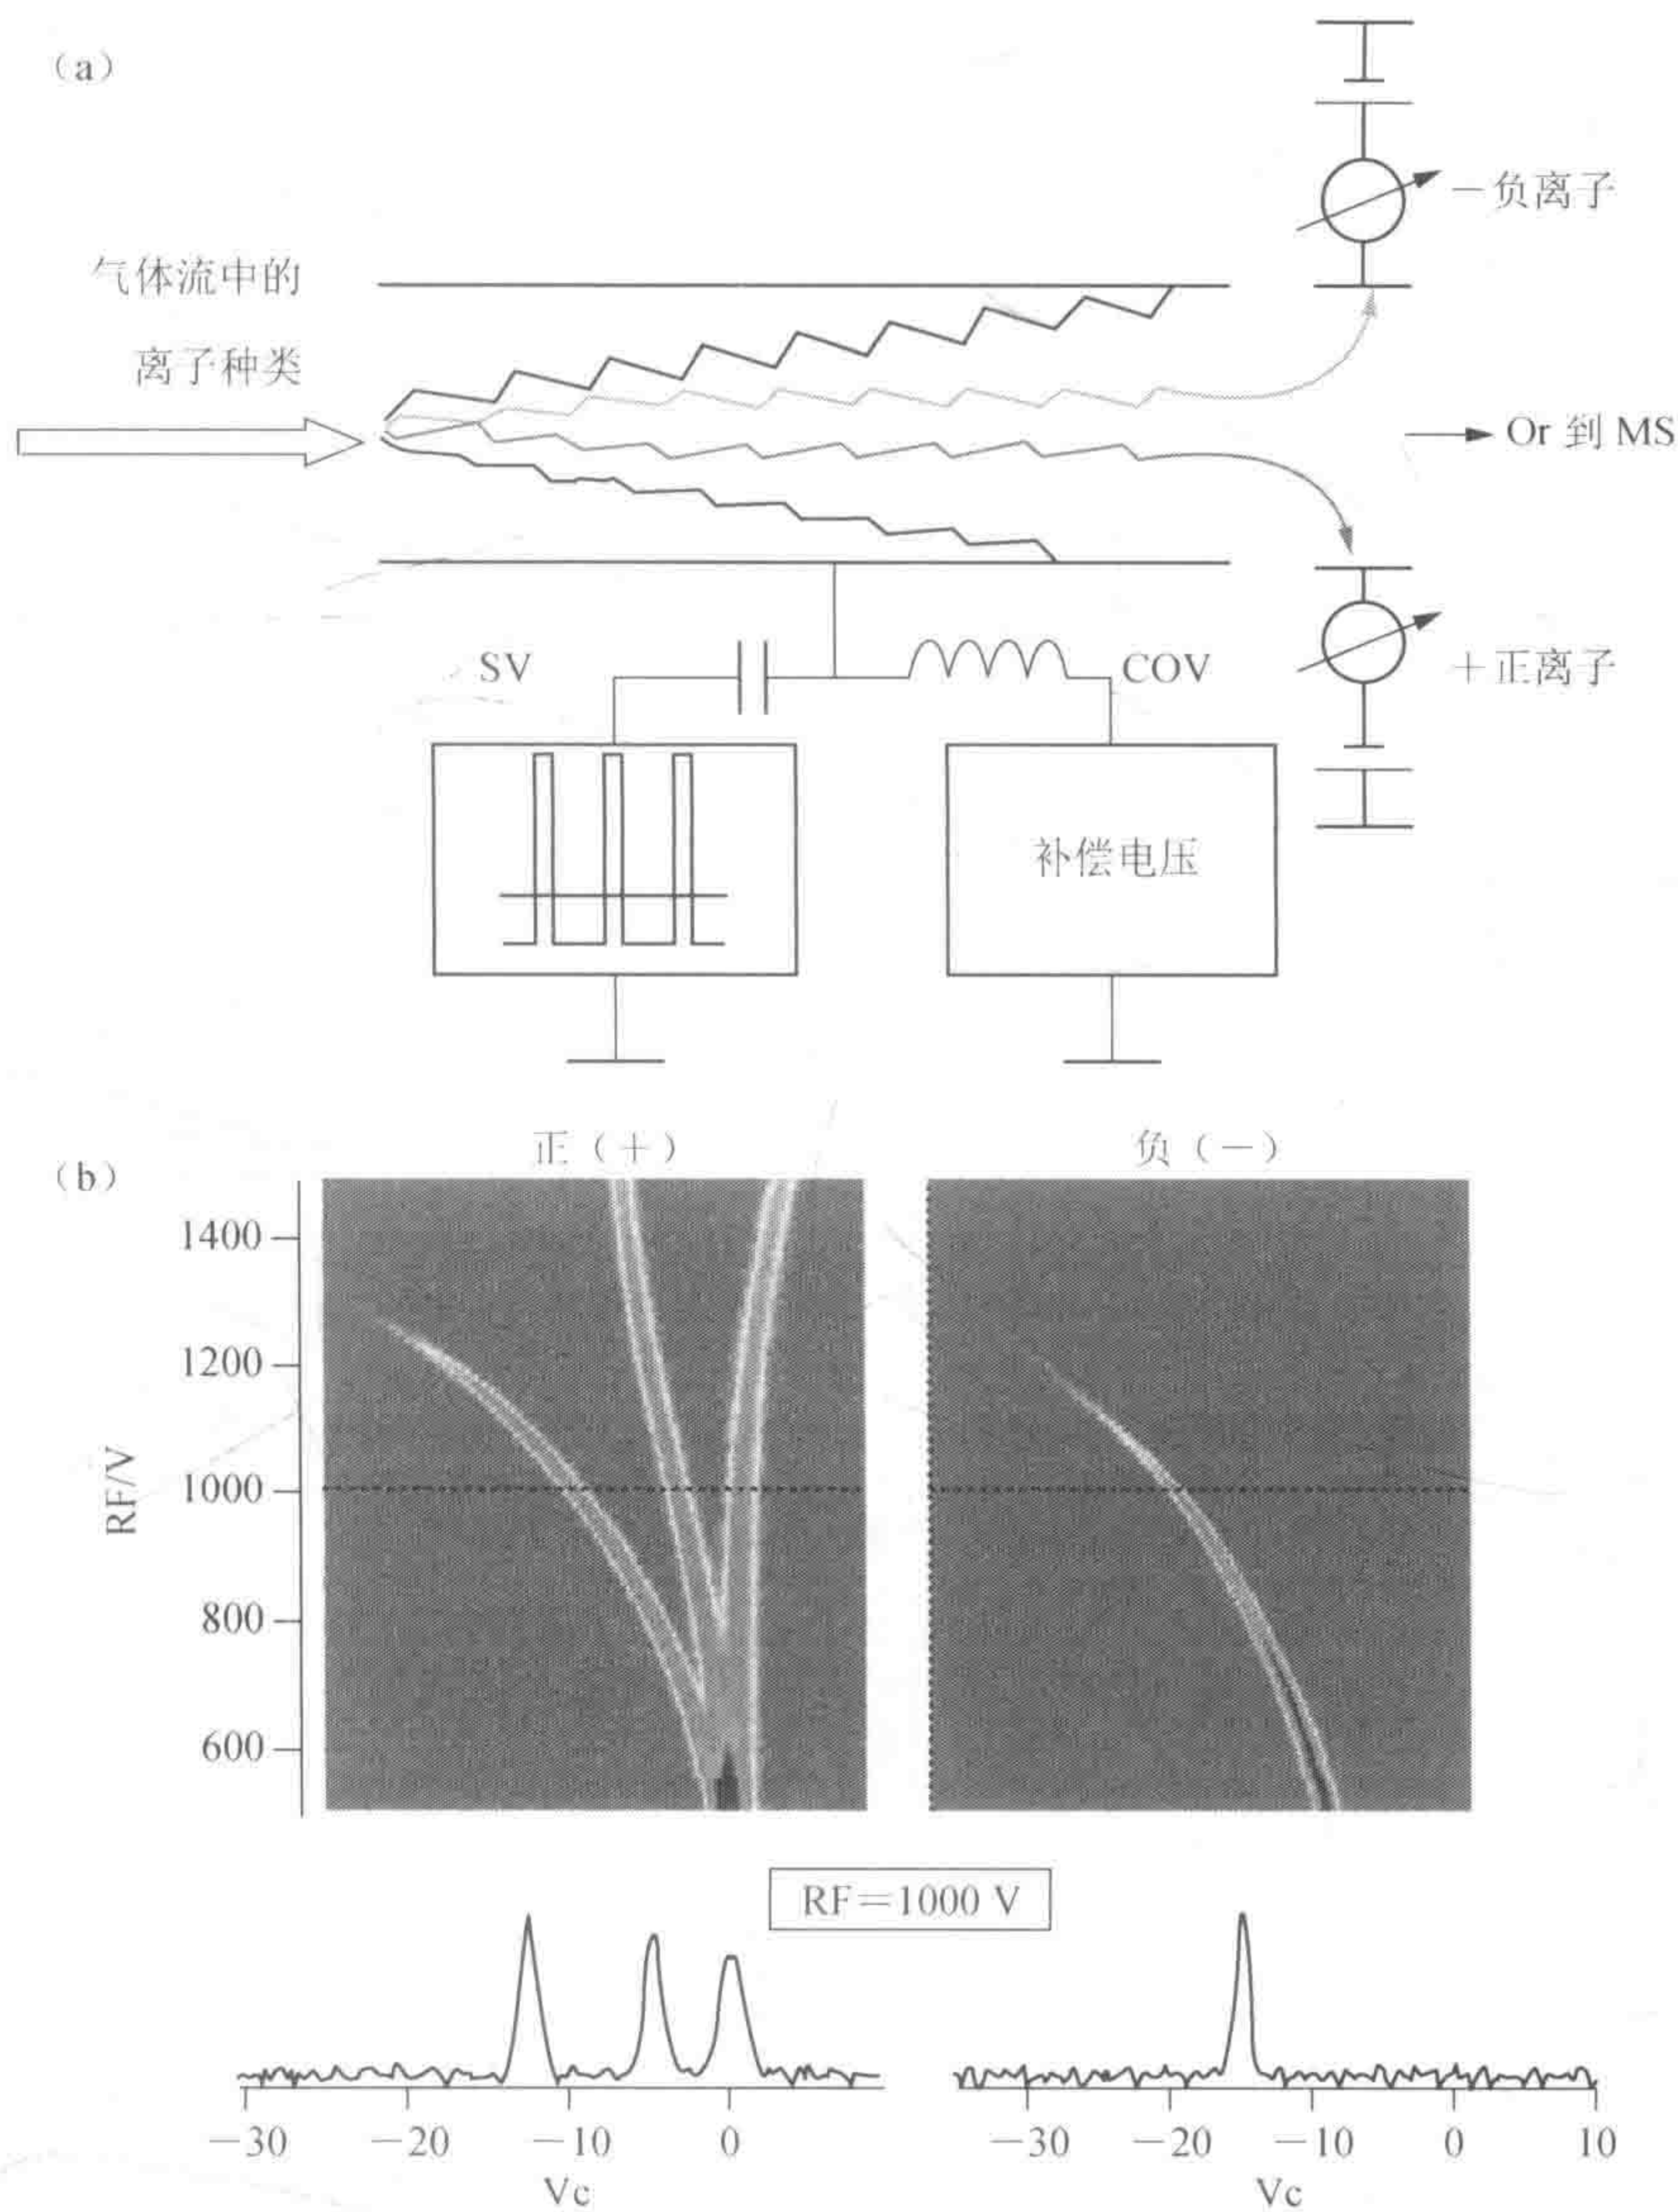 (a)
－负离子
气体流中的
离子种类
Or 到 MS
SV
COV
＋正离子
补偿电压
正（＋）
负（－）
(b)
1400
1200
1000
800
600
RF/V
RF＝1000 V
－30 －20 －10 0
Vc
－30 －20 －10 0 10
Vc